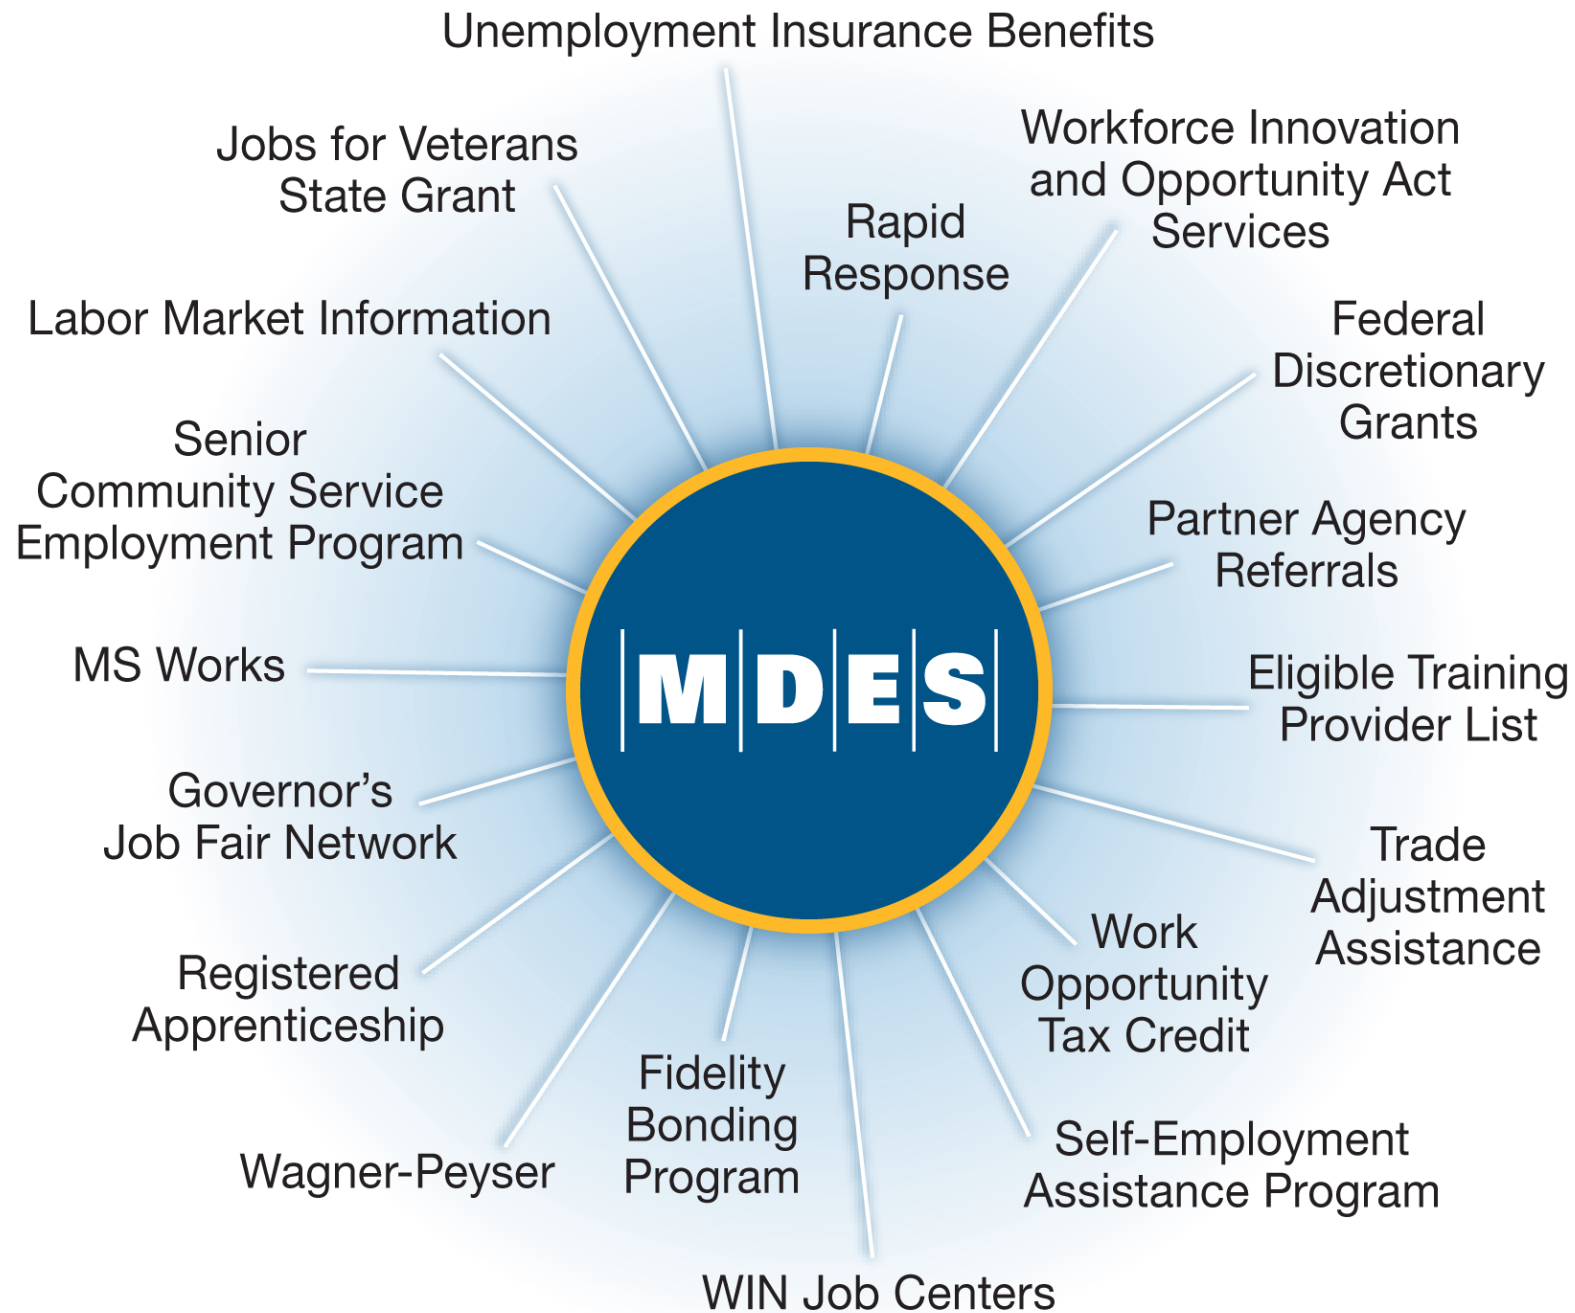 Unemployment Insurance Benefits
Workforce Innovation
and Opportunity Act
Services
Rapid
Response
Federal
Discretionary
Grants
Partner Agency
Referrals
Eligible Training
Provider List
Trade
Adjustment
Assistance
Work
Opportunity
Tax Credit
Self-Employment
Assistance Program
WIN Job Centers
Fidelity
Bonding
Program
Wagner-Peyser
Registered
Apprenticeship
Governor’s
Job Fair Network
MS Works
Senior
Community Service
Employment Program
Labor Market Information
Jobs for Veterans
State Grant
MDES